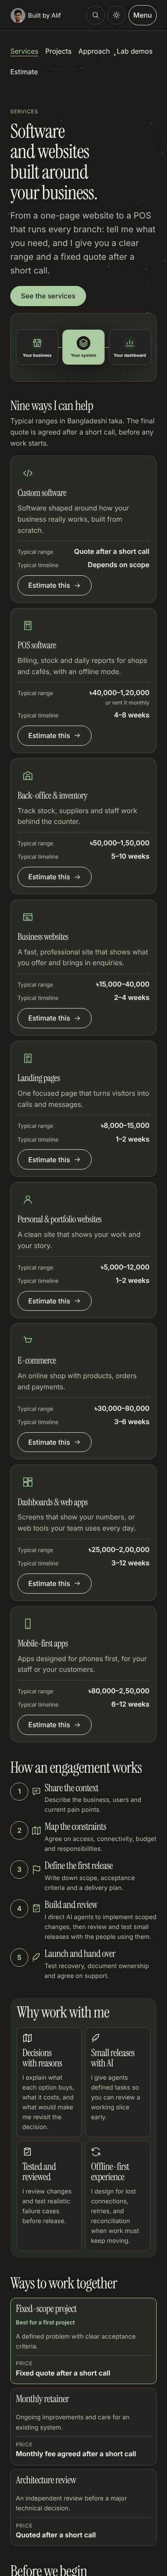 Built by Alif
Menu
Services
Projects
Approach
Lab demos
Estimate
SERVICES
Software
and websites
built around
your business.
From a one-page website to a POS
that runs every branch: tell me what
you need, and I give you a clear
range and a fixed quote after a
short call.
See the services
Your business
Your system
Your dashboard
Nine ways I can help
Typical ranges in Bangladeshi taka. The final
quote is agreed after a short call, before any
work starts.
Custom software
Software shaped around how your
business really works, built from
scratch.
Typical range Quote after a short call
Typical timeline Depends on scope
Estimate this →
POS software
Billing, stock and daily reports for shops
and cafés, with an offline mode.
Typical range ৳40,000–1,20,000
or rent it monthly
Typical timeline 4–8 weeks
Estimate this →
Back-office & inventory
Track stock, suppliers and staff work
behind the counter.
Typical range ৳50,000–1,50,000
Typical timeline 5–10 weeks
Estimate this →
Business websites
A fast, professional site that shows what
you offer and brings in enquiries.
Typical range ৳15,000–40,000
Typical timeline 2–4 weeks
Estimate this →
Landing pages
One focused page that turns visitors into
calls and messages.
Typical range ৳8,000–15,000
Typical timeline 1–2 weeks
Estimate this →
Personal & portfolio websites
A clean site that shows your work and
your story.
Typical range ৳5,000–12,000
Typical timeline 1–2 weeks
Estimate this →
E-commerce
An online shop with products, orders
and payments.
Typical range ৳30,000–80,000
Typical timeline 3–6 weeks
Estimate this →
Dashboards & web apps
Screens that show your numbers, or
web tools your team uses every day.
Typical range ৳25,000–2,00,000
Typical timeline 3–12 weeks
Estimate this →
Mobile-first apps
Apps designed for phones first, for your
staff or your customers.
Typical range ৳80,000–2,50,000
Typical timeline 6–12 weeks
Estimate this →
How an engagement works
1 Share the context
Describe the business, users and
current pain points.
2 Map the constraints
Agree on access, connectivity, budget
and responsibilities.
3 Define the first release
Write down scope, acceptance
criteria and a delivery plan.
4 Build and review
I direct AI agents to implement scoped
changes, then review and test small
releases with the people using them.
5 Launch and hand over
Test recovery, document ownership
and agree on support.
Why work with me
Decisions
with reasons
I explain what
each option buys,
what it costs, and
what would make
me revisit the
decision.
Small releases
with AI
I give agents
defined tasks so
you can review a
working slice
early.
Tested and
reviewed
I review changes
and test realistic
failure cases
before release.
Offline-first
experience
I design for lost
connections,
retries, and
reconciliation
when work must
keep moving.
Ways to work together
Fixed-scope project
Best for a first project
A defined problem with clear acceptance
criteria.
PRICE
Fixed quote after a short call
Monthly retainer
Ongoing improvements and care for an
existing system.
PRICE
Monthly fee agreed after a short call
Architecture review
An independent review before a major
technical decision.
PRICE
Quoted after a short call
Before we begin